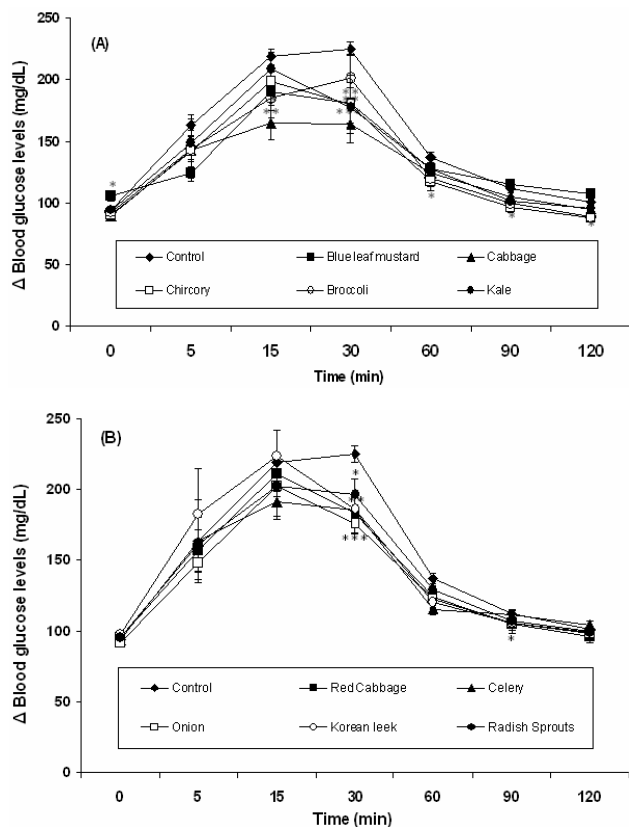 (A)
Δ Blood glucose levels (mg/dL)
250
200
150
100
50
0
*
* *
* *
* *
* *
*
*
*
Control Blue leaf mustard Cabbage
Chircory Broccoli Kale
0 5 15 30 60 90 120
Time (min)
(B)
Δ Blood glucose levels (mg/dL)
250
200
150
100
50
0
*
* *
* * *
*
Control Red Cabbage Celery
Onion Korean leek Radish Sprouts
0 5 15 30 60 90 120
Time (min)